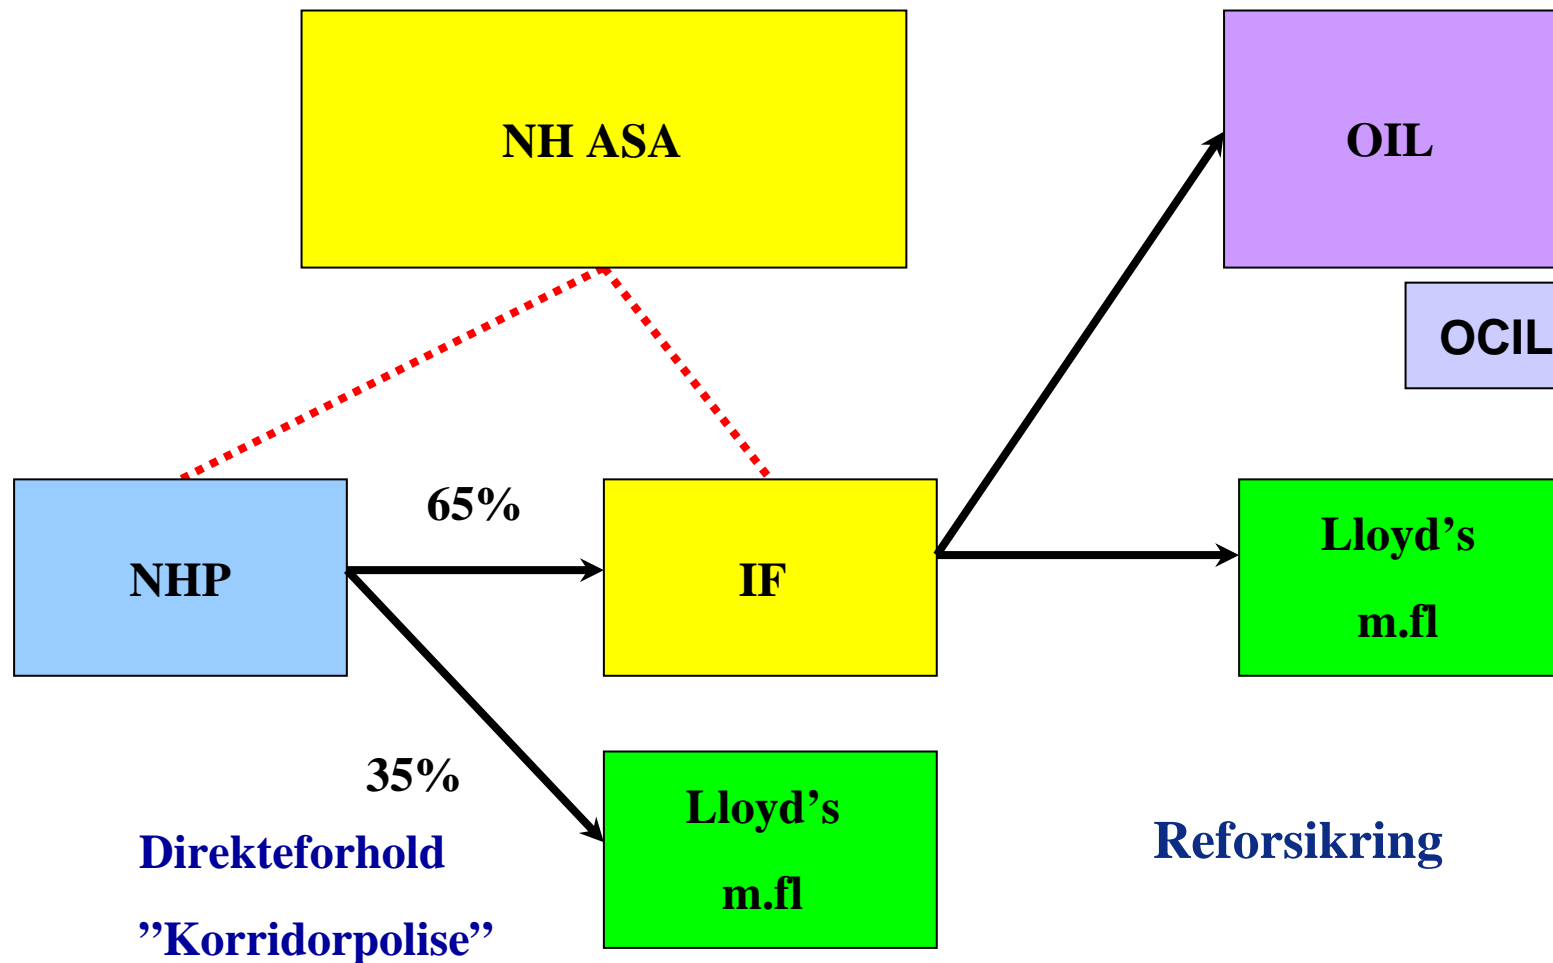 NH ASA
OIL
OCIL
65%
NHP
IF
Lloyd’s
m.fl
35%
Lloyd’s
m.fl
Direkteforhold
”Korridorpolise”
Reforsikring